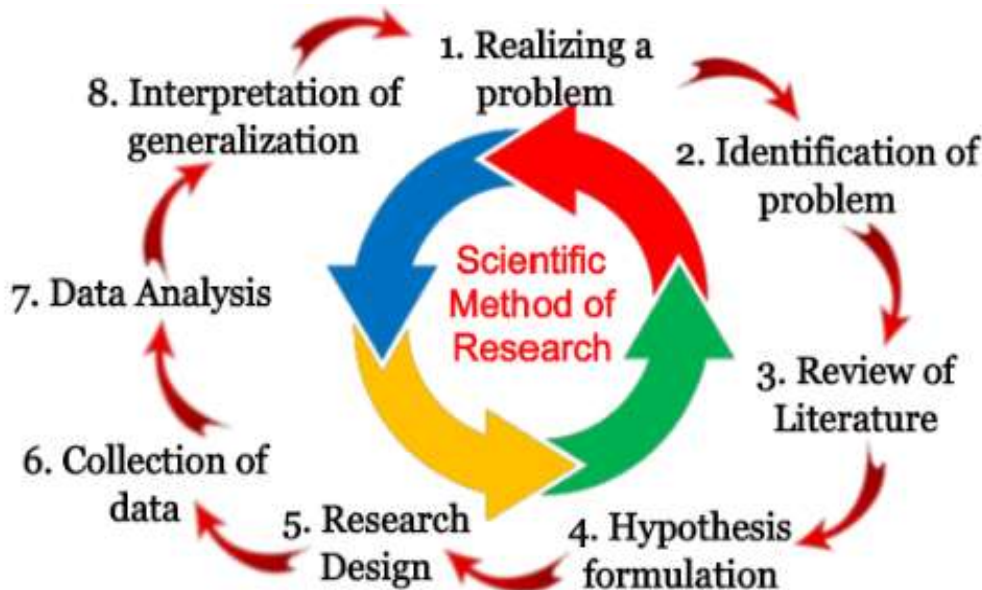 1. Realizing a
problem
2. Identification of
problem
3. Review of
Literature
4. Hypothesis
formulation
5. Research
Design
6. Collection of
data
7. Data Analysis
8. Interpretation of
generalization
Scientific
Method of
Research